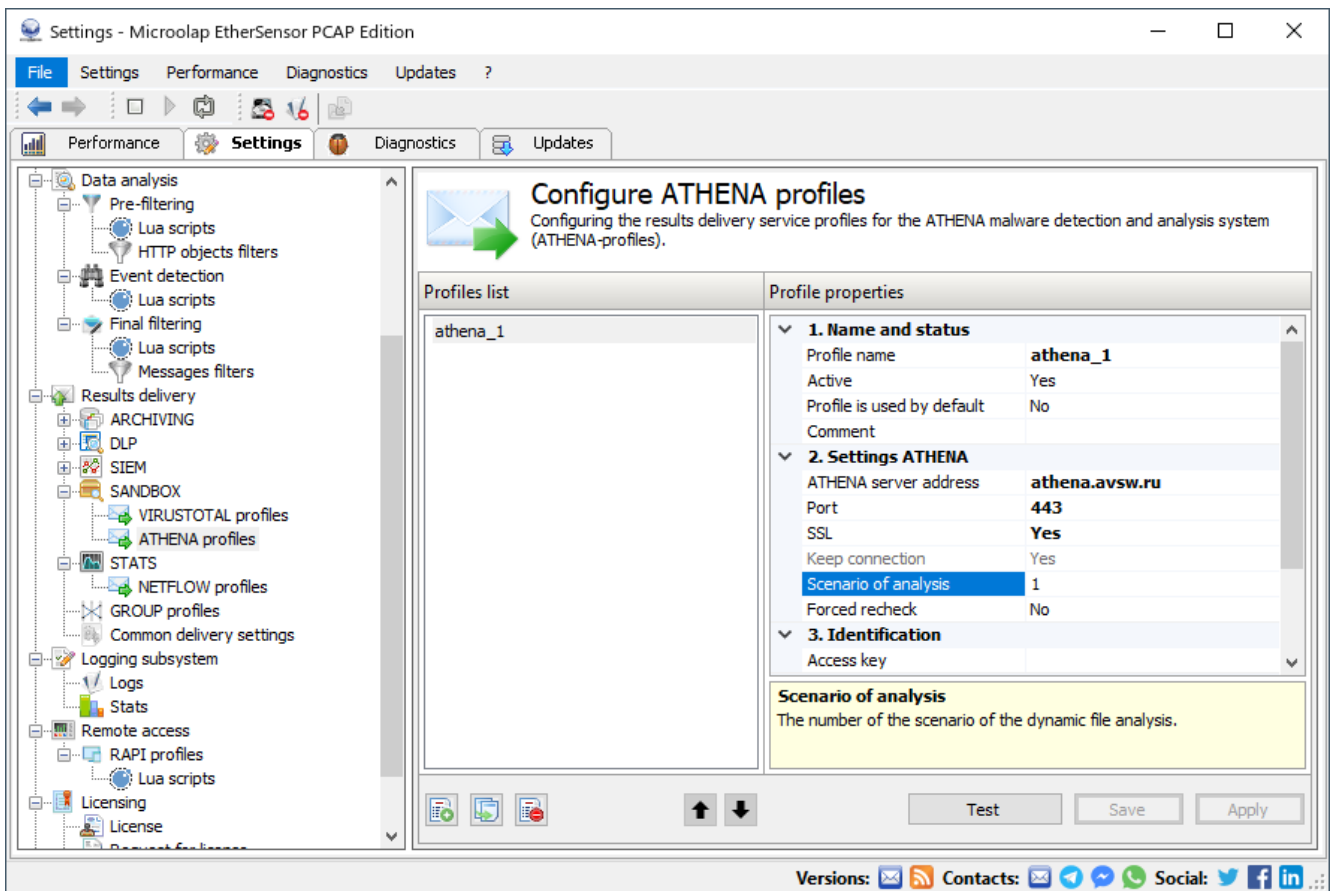 Settings - Microolap EtherSensor PCAP Edition
File Settings Performance Diagnostics Updates ?
Performance Settings Diagnostics Updates
Data analysis
Pre-filtering
Lua scripts
HTTP objects filters
Event detection
Lua scripts
Final filtering
Lua scripts
Messages filters
Results delivery
ARCHIVING
DLP
SIEM
SANDBOX
VIRUSTOTAL profiles
ATHENA profiles
STATS
NETFLOW profiles
GROUP profiles
Common delivery settings
Logging subsystem
Logs
Stats
Remote access
RAPI profiles
Lua scripts
Licensing
License
Request for license
Configure ATHENA profiles
Configuring the results delivery service profiles for the ATHENA malware detection and analysis system
(ATHENA-profiles).
Profiles list
athena_1
Profile properties
1. Name and status
Profile name athena_1
Active Yes
Profile is used by default No
Comment
2. Settings ATHENA
ATHENA server address athena.avsw.ru
Port 443
SSL Yes
Keep connection Yes
Scenario of analysis 1
Forced recheck No
3. Identification
Access key
Scenario of analysis
The number of the scenario of the dynamic file analysis.
Test Save Apply
Versions: Contacts: Social: